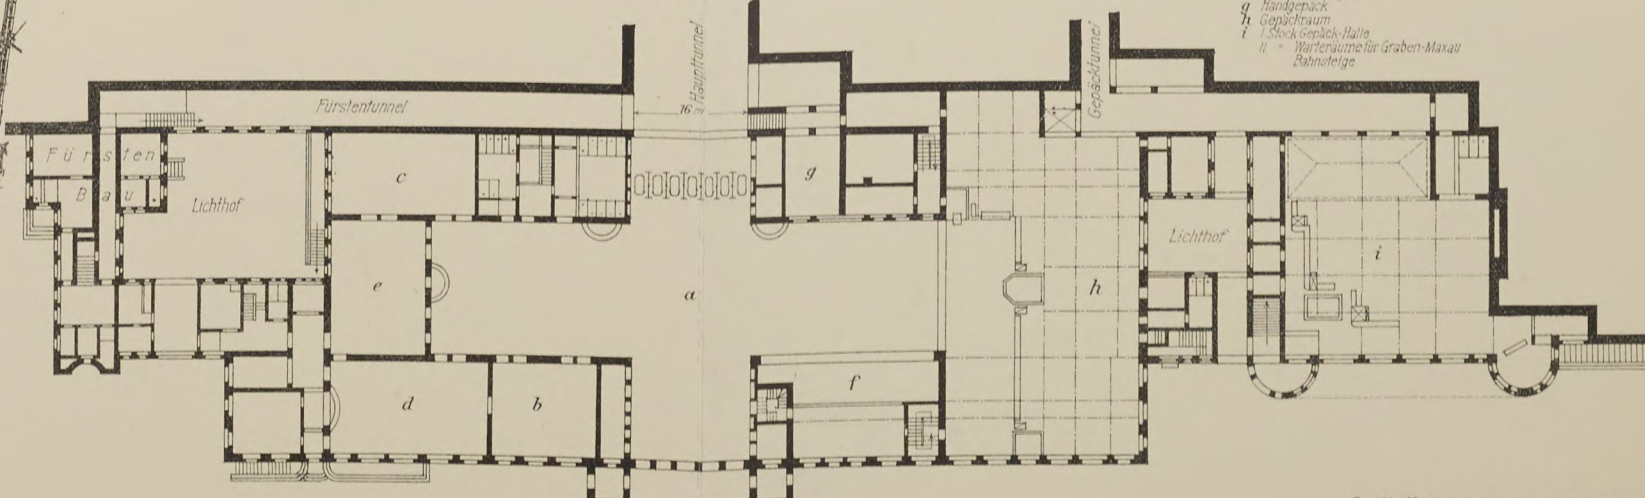 g Handgepäck
h Gepäckraum
i I Stock Gepäck-Halle
II. " Warteräume für Graben-Maxau
Bahnsteige
Haupttunnel
Gepäcktunnel
Fürstentunnel
16 m
Fürsten
Bau
Lichthof
c
g
Lichthof
i
e
a
h
d
b
f